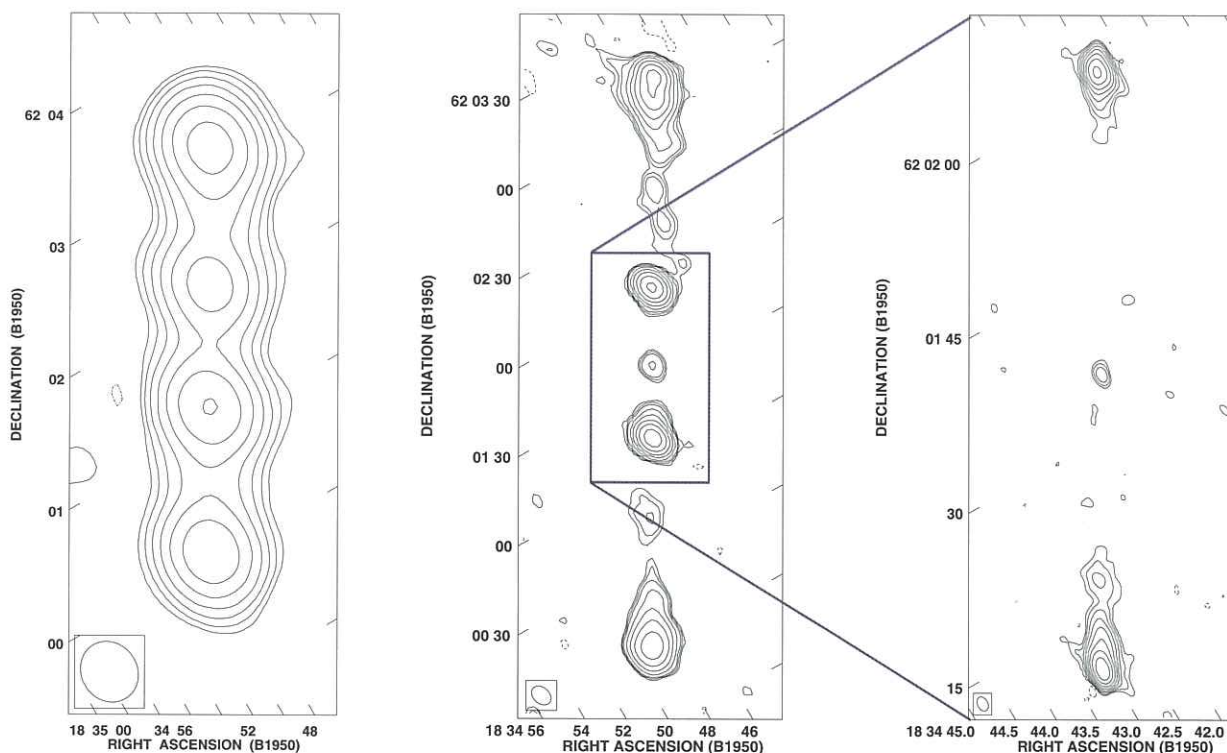 62 04
03
02
01
00
DECLINATION (B1950)
18 35 00 34 56 52 48
RIGHT ASCENSION (B1950)
62 03 30
00
02 30
00
01 30
00
00 30
DECLINATION (B1950)
18 34 56 54 52 50 48 46
RIGHT ASCENSION (B1950)
62 02 00
01 45
30
15
DECLINATION (B1950)
18 34 45.0 44.5 44.0 43.5 43.0 42.5 42.0
RIGHT ASCENSION (B1950)